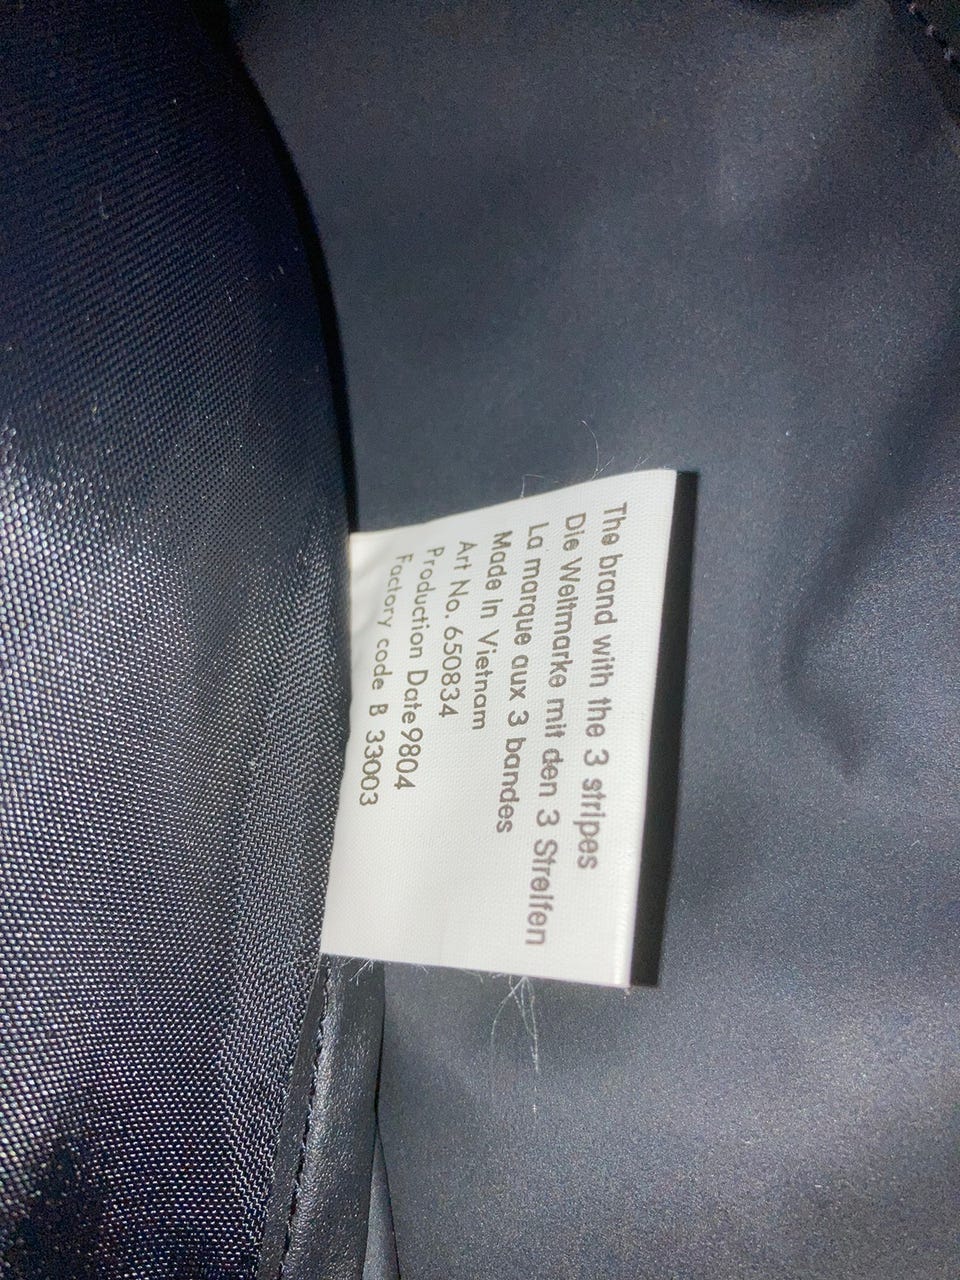 The brand with the 3 stripes
Die Weltmarke mit den 3 Streifen
La marque aux 3 bandes
Made In Vietnam
Art No. 650834
Production Date 9804
Factory code B 33003